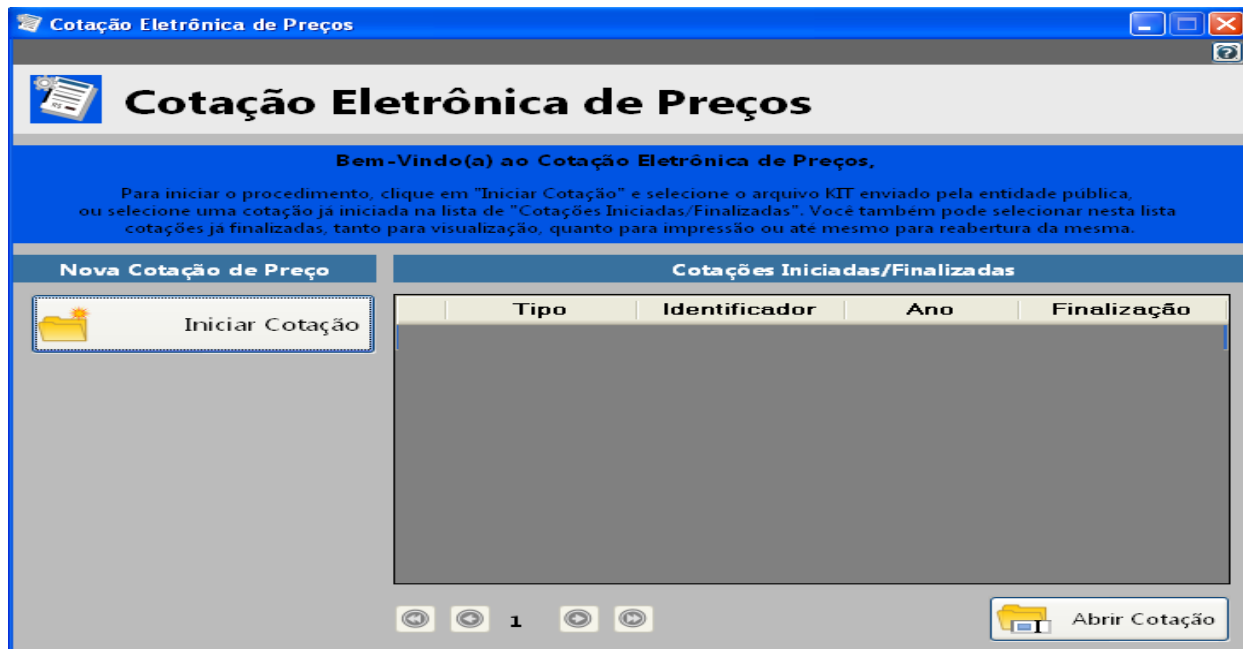 Cotação Eletrônica de Preços
Cotação Eletrônica de Preços
Bem-Vindo(a) ao Cotação Eletrônica de Preços,
Para iniciar o procedimento, clique em "Iniciar Cotação" e selecione o arquivo KIT enviado pela entidade pública,
ou selecione uma cotação já iniciada na lista de "Cotações Iniciadas/Finalizadas". Você também pode selecionar nesta lista
cotações já finalizadas, tanto para visualização, quanto para impressão ou até mesmo para reabertura da mesma.
Nova Cotação de Preço
Cotações Iniciadas/Finalizadas
Iniciar Cotação
Tipo Identificador Ano Finalização
1
Abrir Cotação